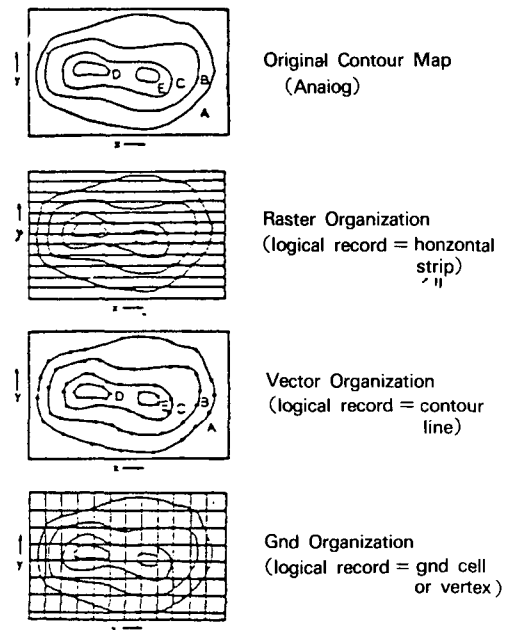 Original Contour Map
(Anaiog)
D
E
C
B
A
Y
x
Raster Organization
(logical record = honzontal
strip)
y
x
Vector Organization
(logical record = contour
line)
D
E
C
B
A
Y
x
Gnd Organization
(logical record = gnd cell
or vertex)
Y